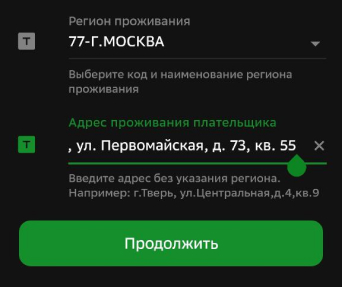 Регион проживания
Т
77-Г.МОСКВА
Выберите код и наименование региона
проживания
Адрес проживания плательщика
Т
, ул. Первомайская, д. 73, кв. 55
Введите адрес без указания региона.
Например: г.Тверь, ул.Центральная,д.4,кв.9
Продолжить